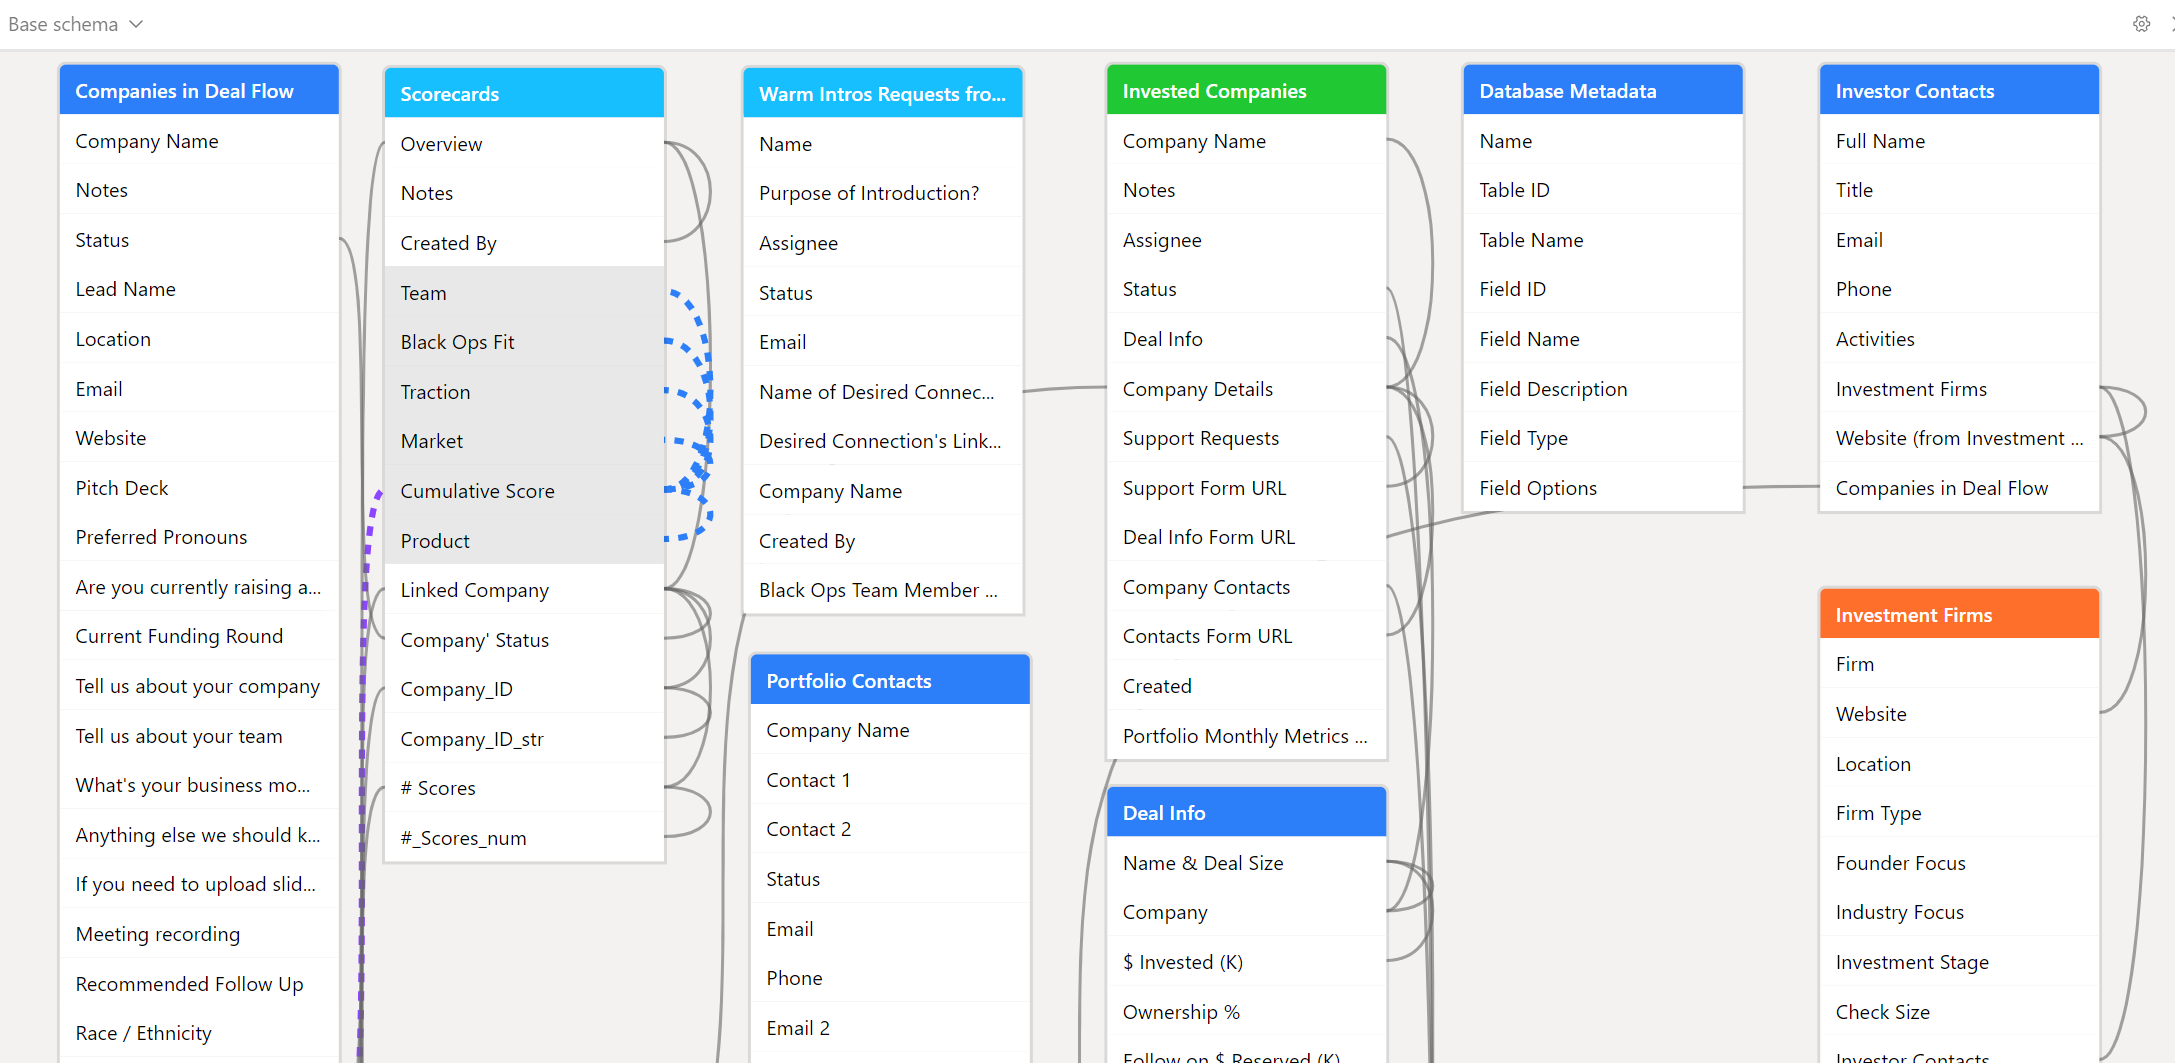 Base schema
Companies in Deal Flow
Company Name
Notes
Status
Lead Name
Location
Email
Website
Pitch Deck
Preferred Pronouns
Are you currently raising a...
Current Funding Round
Tell us about your company
Tell us about your team
What's your business mo...
Anything else we should k...
If you need to upload slid...
Meeting recording
Recommended Follow Up
Race / Ethnicity
Scorecards
Overview
Notes
Created By
Team
Black Ops Fit
Traction
Market
Cumulative Score
Product
Linked Company
Company' Status
Company_ID
Company_ID_str
# Scores
#_Scores_num
Warm Intros Requests fro...
Name
Purpose of Introduction?
Assignee
Status
Email
Name of Desired Connec...
Desired Connection's Link...
Company Name
Created By
Black Ops Team Member ...
Portfolio Contacts
Company Name
Contact 1
Contact 2
Status
Email
Phone
Email 2
Invested Companies
Company Name
Notes
Assignee
Status
Deal Info
Company Details
Support Requests
Support Form URL
Deal Info Form URL
Company Contacts
Contacts Form URL
Created
Portfolio Monthly Metrics ...
Deal Info
Name & Deal Size
Company
$ Invested (K)
Ownership %
Follow on $ Reserved (K)
Database Metadata
Name
Table ID
Table Name
Field ID
Field Name
Field Description
Field Type
Field Options
Investor Contacts
Full Name
Title
Email
Phone
Activities
Investment Firms
Website (from Investment ...
Companies in Deal Flow
Investment Firms
Firm
Website
Location
Firm Type
Founder Focus
Industry Focus
Investment Stage
Check Size
Investor Contacts